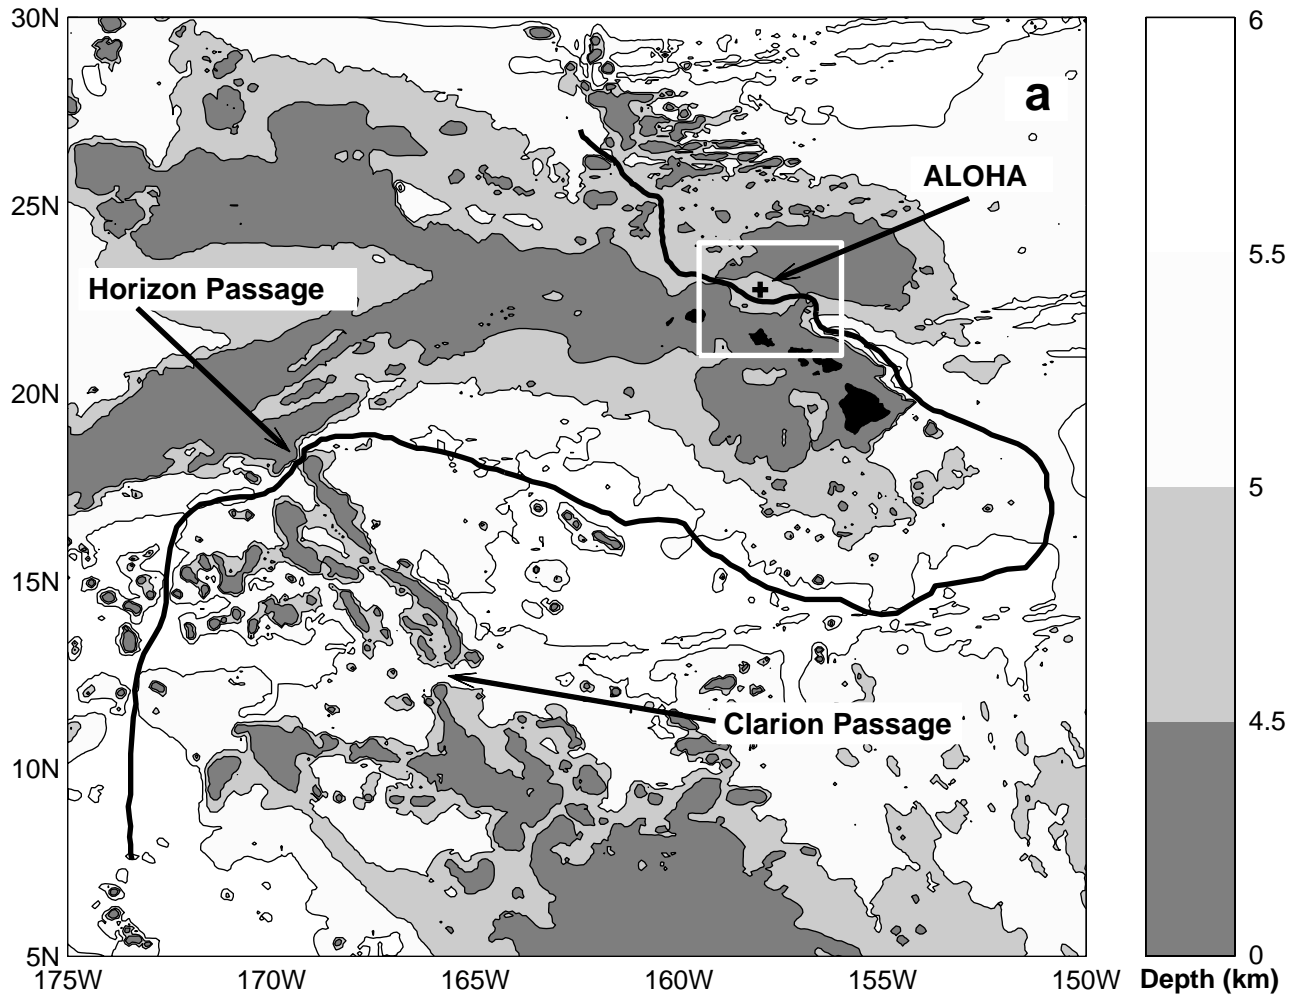 30N
25N
20N
15N
10N
5N
175W
170W
165W
160W
155W
150W
a
ALOHA
Horizon Passage
Clarion Passage
6
5.5
5
4.5
0
Depth (km)